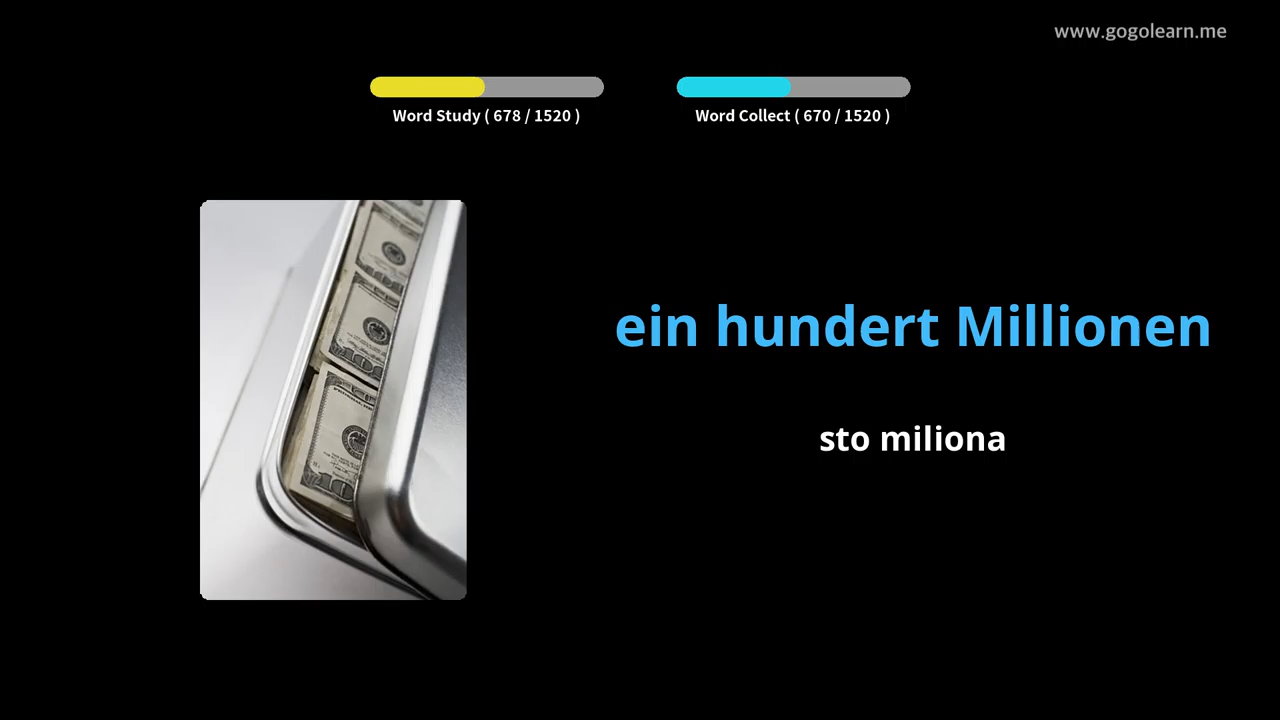 www.gogolearn.me
Word Study ( 678 / 1520 )
Word Collect ( 670 / 1520 )
ein hundert Millionen
sto miliona